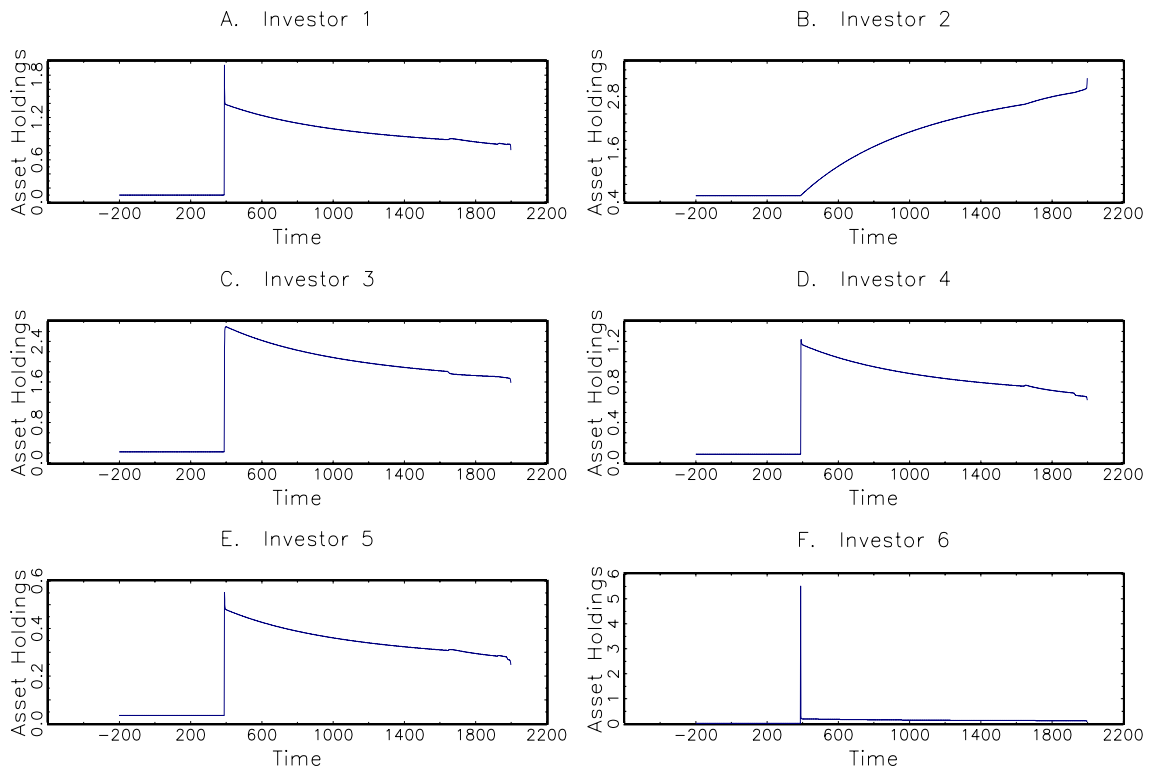 A. Investor 1
Asset Holdings
0.0 0.6 1.2 1.8
-200 200 600 1000 1400 1800 2200
Time
B. Investor 2
Asset Holdings
0.4 1.6 2.8
-200 200 600 1000 1400 1800 2200
Time
C. Investor 3
Asset Holdings
0.0 0.8 1.6 2.4
-200 200 600 1000 1400 1800 2200
Time
D. Investor 4
Asset Holdings
0.0 0.4 0.8 1.2
-200 200 600 1000 1400 1800 2200
Time
E. Investor 5
Asset Holdings
0.0 0.2 0.4 0.6
-200 200 600 1000 1400 1800 2200
Time
F. Investor 6
Asset Holdings
0 1 2 3 4 5 6
-200 200 600 1000 1400 1800 2200
Time